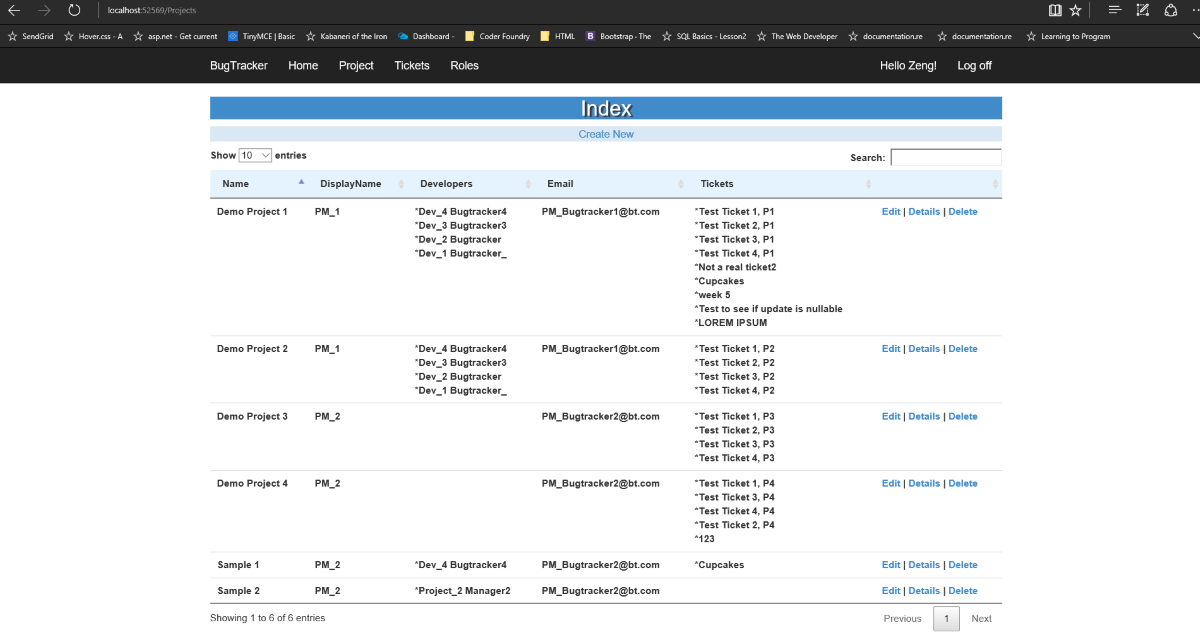 localhost:52569/Projects
SendGrid Hover.css - A asp.net - Get current TinyMCE | Basic Kabaneri of the Iron Dashboard - Coder Foundry HTML Bootstrap - The SQL Basics - Lesson2 The Web Developer documentation.re documentation.re Learning to Program
BugTracker Home Project Tickets Roles Hello Zeng! Log off
Index
Create New
Show 10 entries Search:
Name DisplayName Developers Email Tickets
Demo Project 1 PM_1 *Dev_4 Bugtracker4 PM_Bugtracker1@bt.com *Test Ticket 1, P1 Edit | Details | Delete
*Dev_3 Bugtracker3 *Test Ticket 2, P1
*Dev_2 Bugtracker *Test Ticket 3, P1
*Dev_1 Bugtracker_ *Test Ticket 4, P1
*Not a real ticket2
*Cupcakes
*week 5
*Test to see if update is nullable
*LOREM IPSUM
Demo Project 2 PM_1 *Dev_4 Bugtracker4 PM_Bugtracker1@bt.com *Test Ticket 1, P2 Edit | Details | Delete
*Dev_3 Bugtracker3 *Test Ticket 2, P2
*Dev_2 Bugtracker *Test Ticket 3, P2
*Dev_1 Bugtracker_ *Test Ticket 4, P2
Demo Project 3 PM_2 PM_Bugtracker2@bt.com *Test Ticket 1, P3 Edit | Details | Delete
*Test Ticket 2, P3
*Test Ticket 3, P3
*Test Ticket 4, P3
Demo Project 4 PM_2 PM_Bugtracker2@bt.com *Test Ticket 1, P4 Edit | Details | Delete
*Test Ticket 3, P4
*Test Ticket 4, P4
*Test Ticket 2, P4
*123
Sample 1 PM_2 *Dev_4 Bugtracker4 PM_Bugtracker2@bt.com *Cupcakes Edit | Details | Delete
Sample 2 PM_2 *Project_2 Manager2 PM_Bugtracker2@bt.com Edit | Details | Delete
Showing 1 to 6 of 6 entries Previous 1 Next